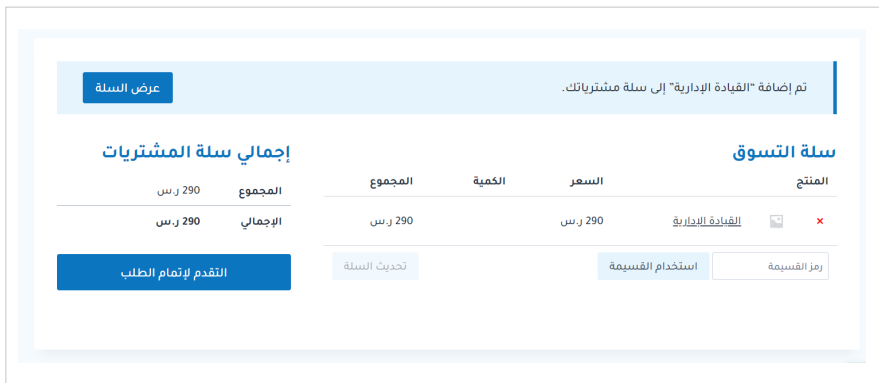 تم إضافة "القيادة الإدارية" إلى سلة مشترياتك.
عرض السلة
سلة التسوق
المنتج السعر الكمية المجموع
× القيادة الإدارية 290 ر.س 290 ر.س
رمز القسيمة استخدام القسيمة تحديث السلة
إجمالي سلة المشتريات
المجموع 290 ر.س
الإجمالي 290 ر.س
التقدم لإتمام الطلب